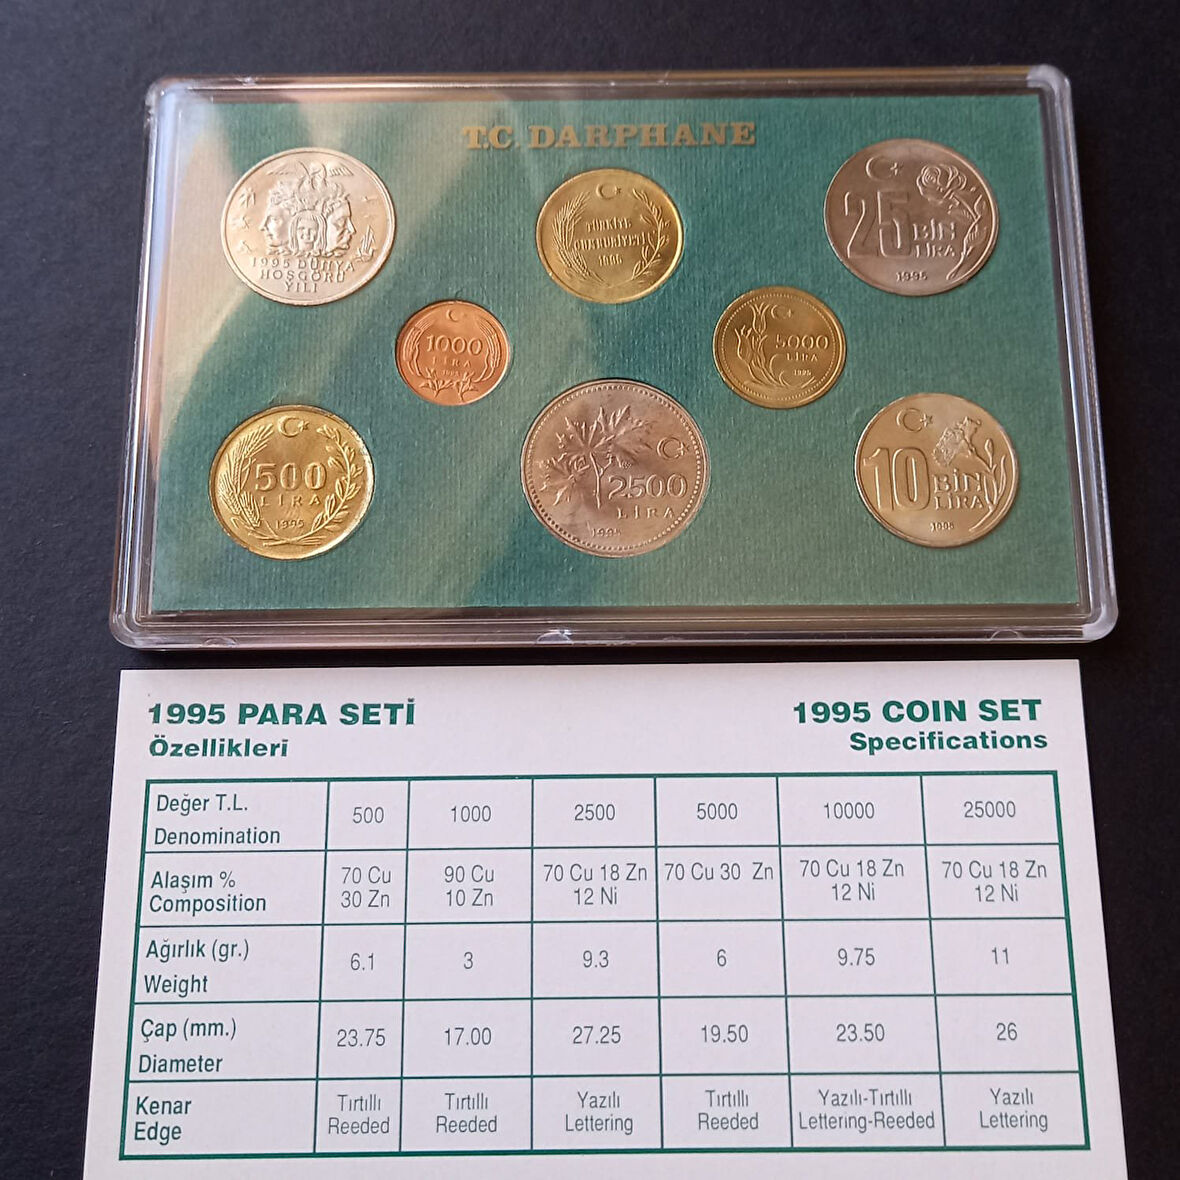 T.C. DARPHANE
1995 DÜNYA
HOŞGÖRÜ
YILI
TÜRKİYE
CUMHURİYETİ
1995
25 BİN
LİRA
1995
1000
LİRA
1995
5000
LİRA
1995
500
LİRA
1995
2500
LİRA
1995
10 BİN
LİRA
1995
1995 PARA SETİ
Özellikleri
1995 COIN SET
Specifications
Değer T.L.
Denomination
500 1000 2500 5000 10000 25000
Alaşım %
Composition
70 Cu
30 Zn
90 Cu
10 Zn
70 Cu 18 Zn
12 Ni
70 Cu 30 Zn
70 Cu 18 Zn
12 Ni
70 Cu 18 Zn
12 Ni
Ağırlık (gr.)
Weight
6.1 3 9.3 6 9.75 11
Çap (mm.)
Diameter
23.75 17.00 27.25 19.50 23.50 26
Kenar
Edge
Tırtıllı
Reeded
Tırtıllı
Reeded
Yazılı
Lettering
Tırtıllı
Reeded
Yazılı-Tırtıllı
Lettering-Reeded
Yazılı
Lettering